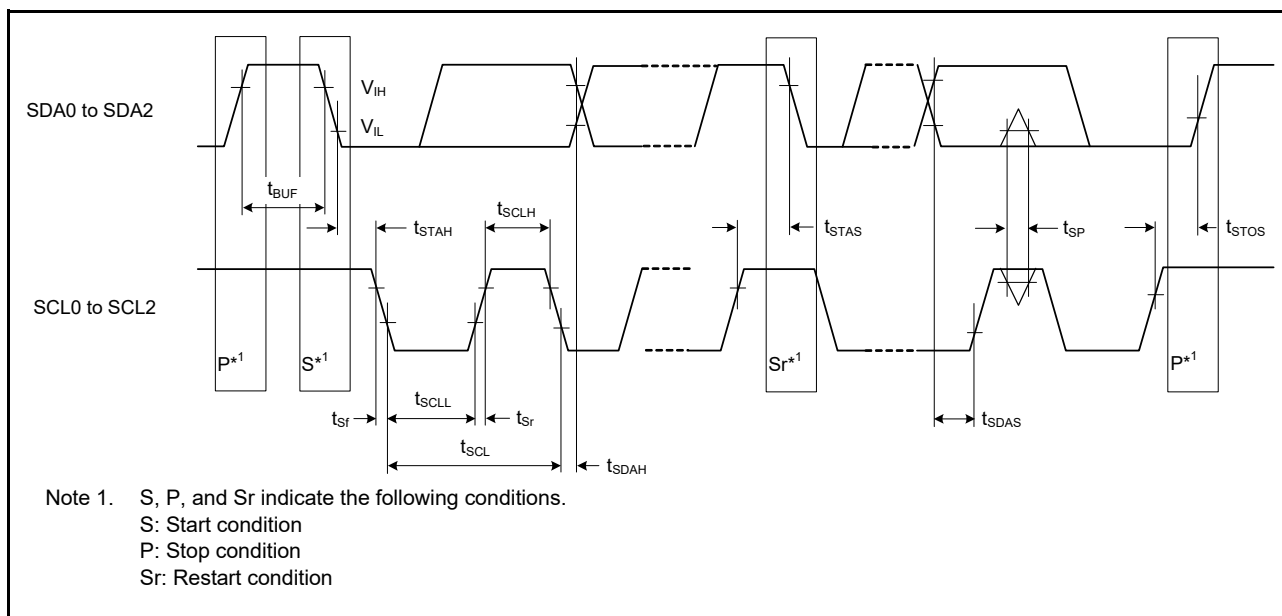 SDA0 to SDA2
VIH
VIL
tBUF
tSTAH
tSCLH
tSTAS
tSP
tSTOS
SCL0 to SCL2
P*1
S*1
Sr*1
P*1
tSf
tSCLL
tSr
tSDAS
tSCL
tSDAH
Note 1. S, P, and Sr indicate the following conditions.
S: Start condition
P: Stop condition
Sr: Restart condition